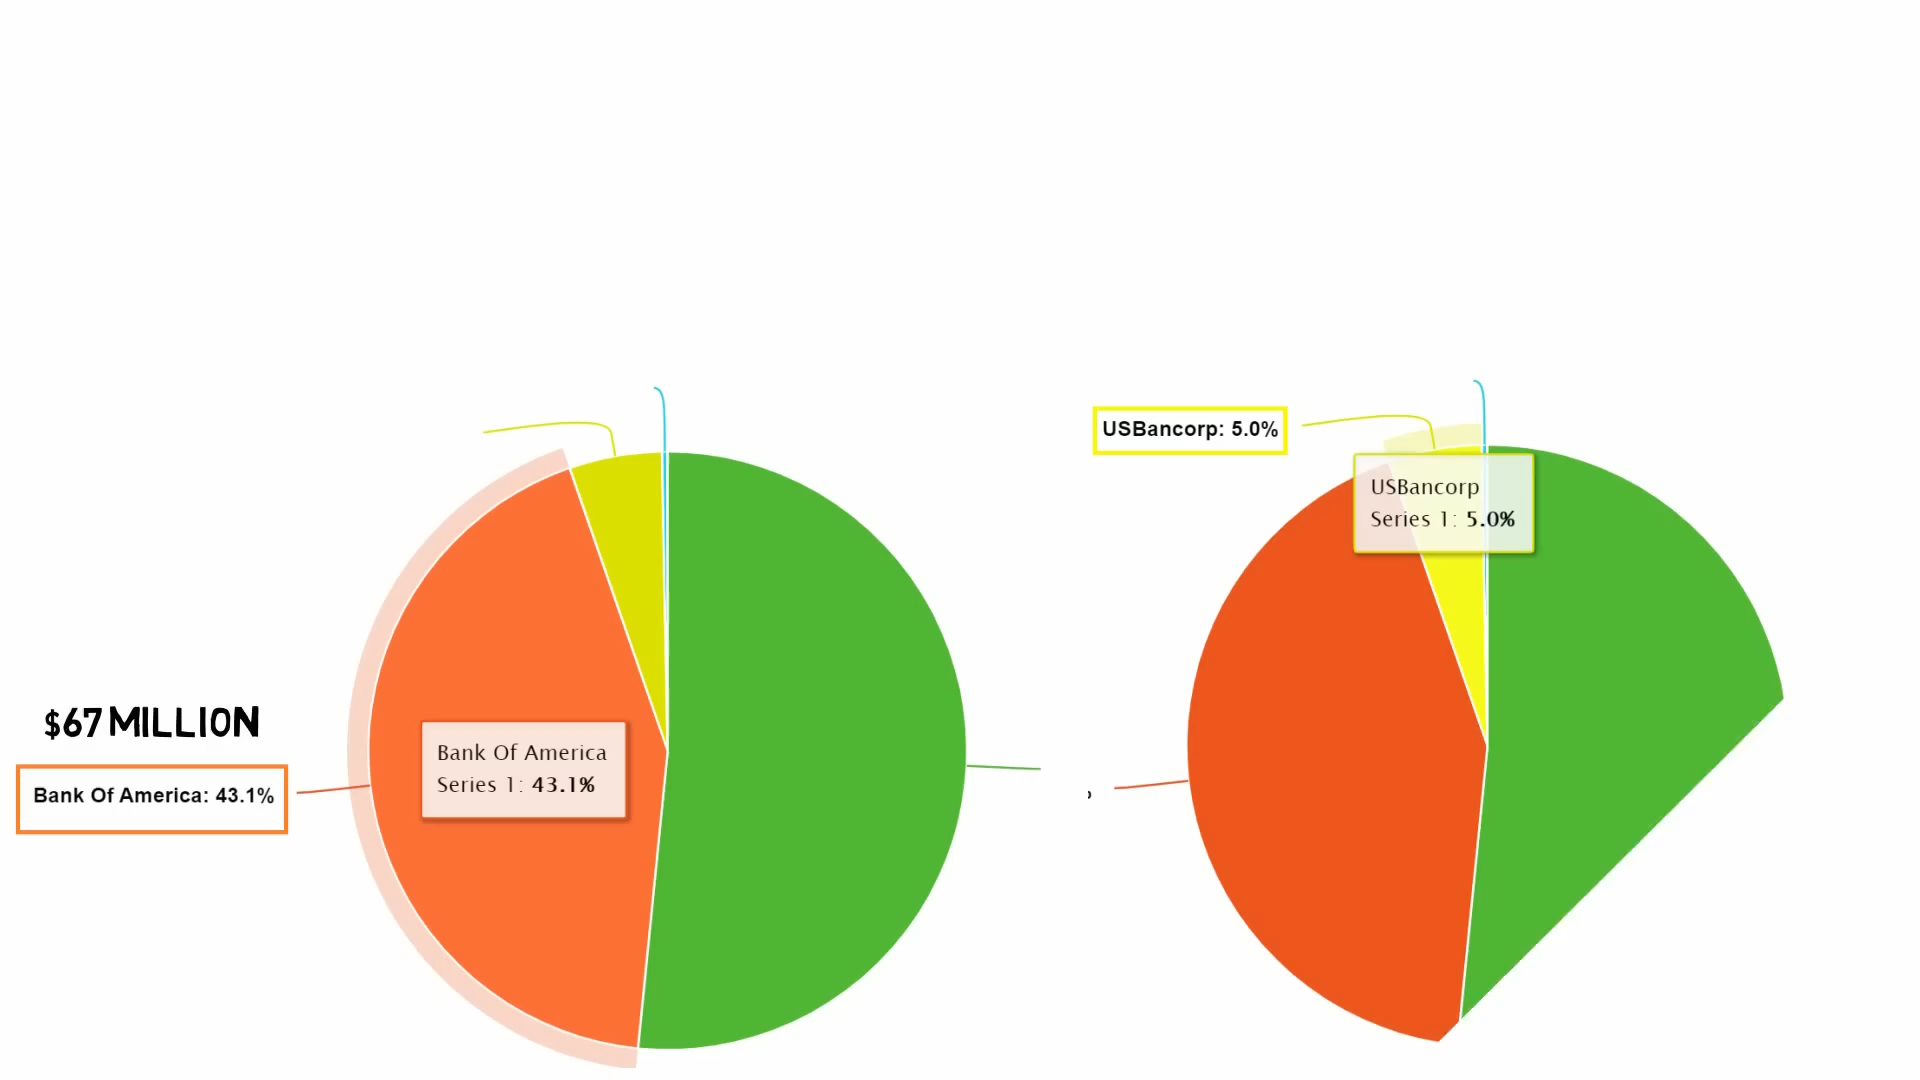 $67 MILLION
Bank Of America: 43.1%
Bank Of America
Series 1: 43.1%
USBancorp: 5.0%
USBancorp
Series 1: 5.0%